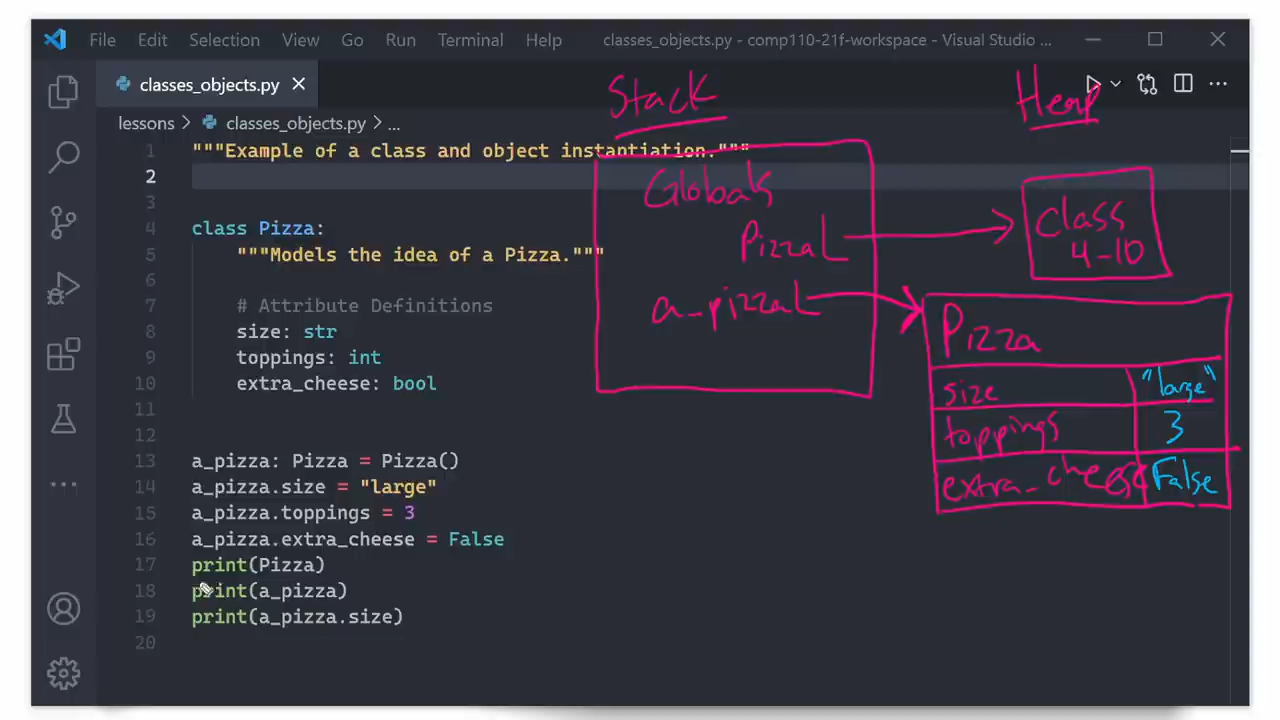 File Edit Selection View Go Run Terminal Help classes_objects.py - comp110-21f-workspace - Visual Studio ...
classes_objects.py
lessons > classes_objects.py > ...
1 """Example of a class and object instantiation."""
2
3
4 class Pizza:
5 """Models the idea of a Pizza."""
6
7 # Attribute Definitions
8 size: str
9 toppings: int
10 extra_cheese: bool
11
12
13 a_pizza: Pizza = Pizza()
14 a_pizza.size = "large"
15 a_pizza.toppings = 3
16 a_pizza.extra_cheese = False
17 print(Pizza)
18 print(a_pizza)
19 print(a_pizza.size)
20
Stack
Globals
Pizza
a_pizza
Heap
Class
4-10
Pizza
size "large"
toppings 3
extra_cheese False